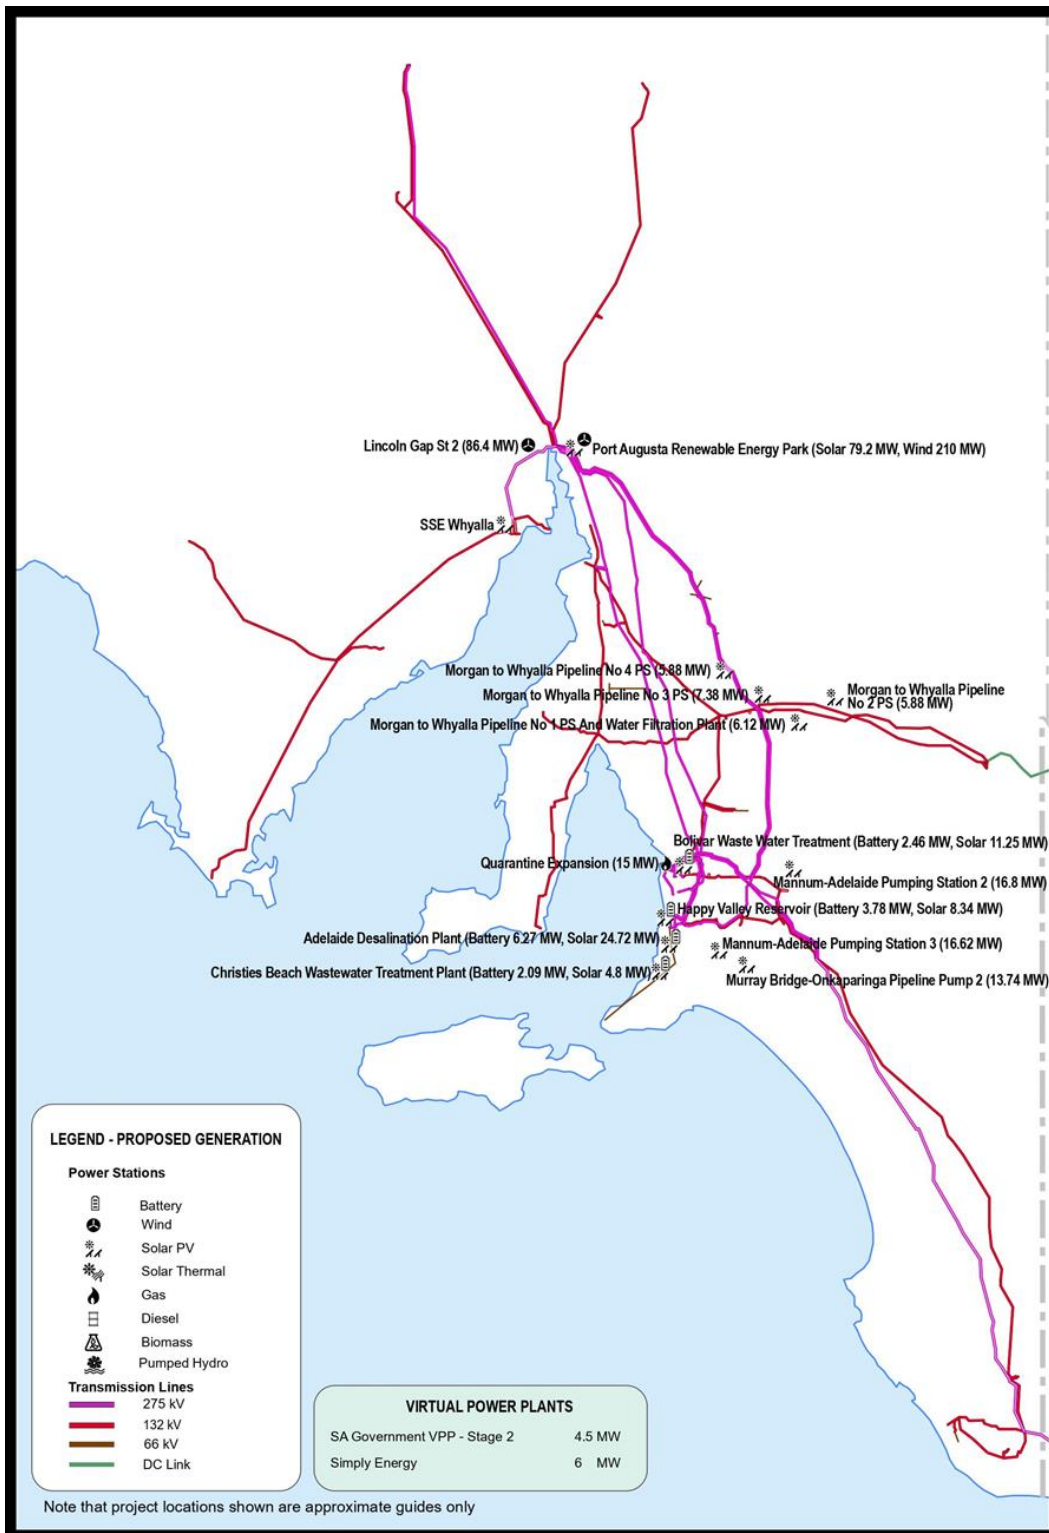 Lincoln Gap St 2 (86.4 MW)
Port Augusta Renewable Energy Park (Solar 79.2 MW, Wind 210 MW)
SSE Whyalla
Morgan to Whyalla Pipeline No 4 PS (5.88 MW)
Morgan to Whyalla Pipeline No 3 PS (7.38 MW)
Morgan to Whyalla Pipeline
No 2 PS (5.88 MW)
Morgan to Whyalla Pipeline No 1 PS And Water Filtration Plant (6.12 MW)
Bolivar Waste Water Treatment (Battery 2.46 MW, Solar 11.25 MW)
Quarantine Expansion (15 MW)
Mannum-Adelaide Pumping Station 2 (16.8 MW)
Happy Valley Reservoir (Battery 3.78 MW, Solar 8.34 MW)
Adelaide Desalination Plant (Battery 6.27 MW, Solar 24.72 MW)
Mannum-Adelaide Pumping Station 3 (16.62 MW)
Christies Beach Wastewater Treatment Plant (Battery 2.09 MW, Solar 4.8 MW)
Murray Bridge-Onkaparinga Pipeline Pump 2 (13.74 MW)
LEGEND - PROPOSED GENERATION
Power Stations
Battery
Wind
Solar PV
Solar Thermal
Gas
Diesel
Biomass
Pumped Hydro
Transmission Lines
275 kV
132 kV
66 kV
DC Link
VIRTUAL POWER PLANTS
SA Government VPP - Stage 2 4.5 MW
Simply Energy 6 MW
Note that project locations shown are approximate guides only